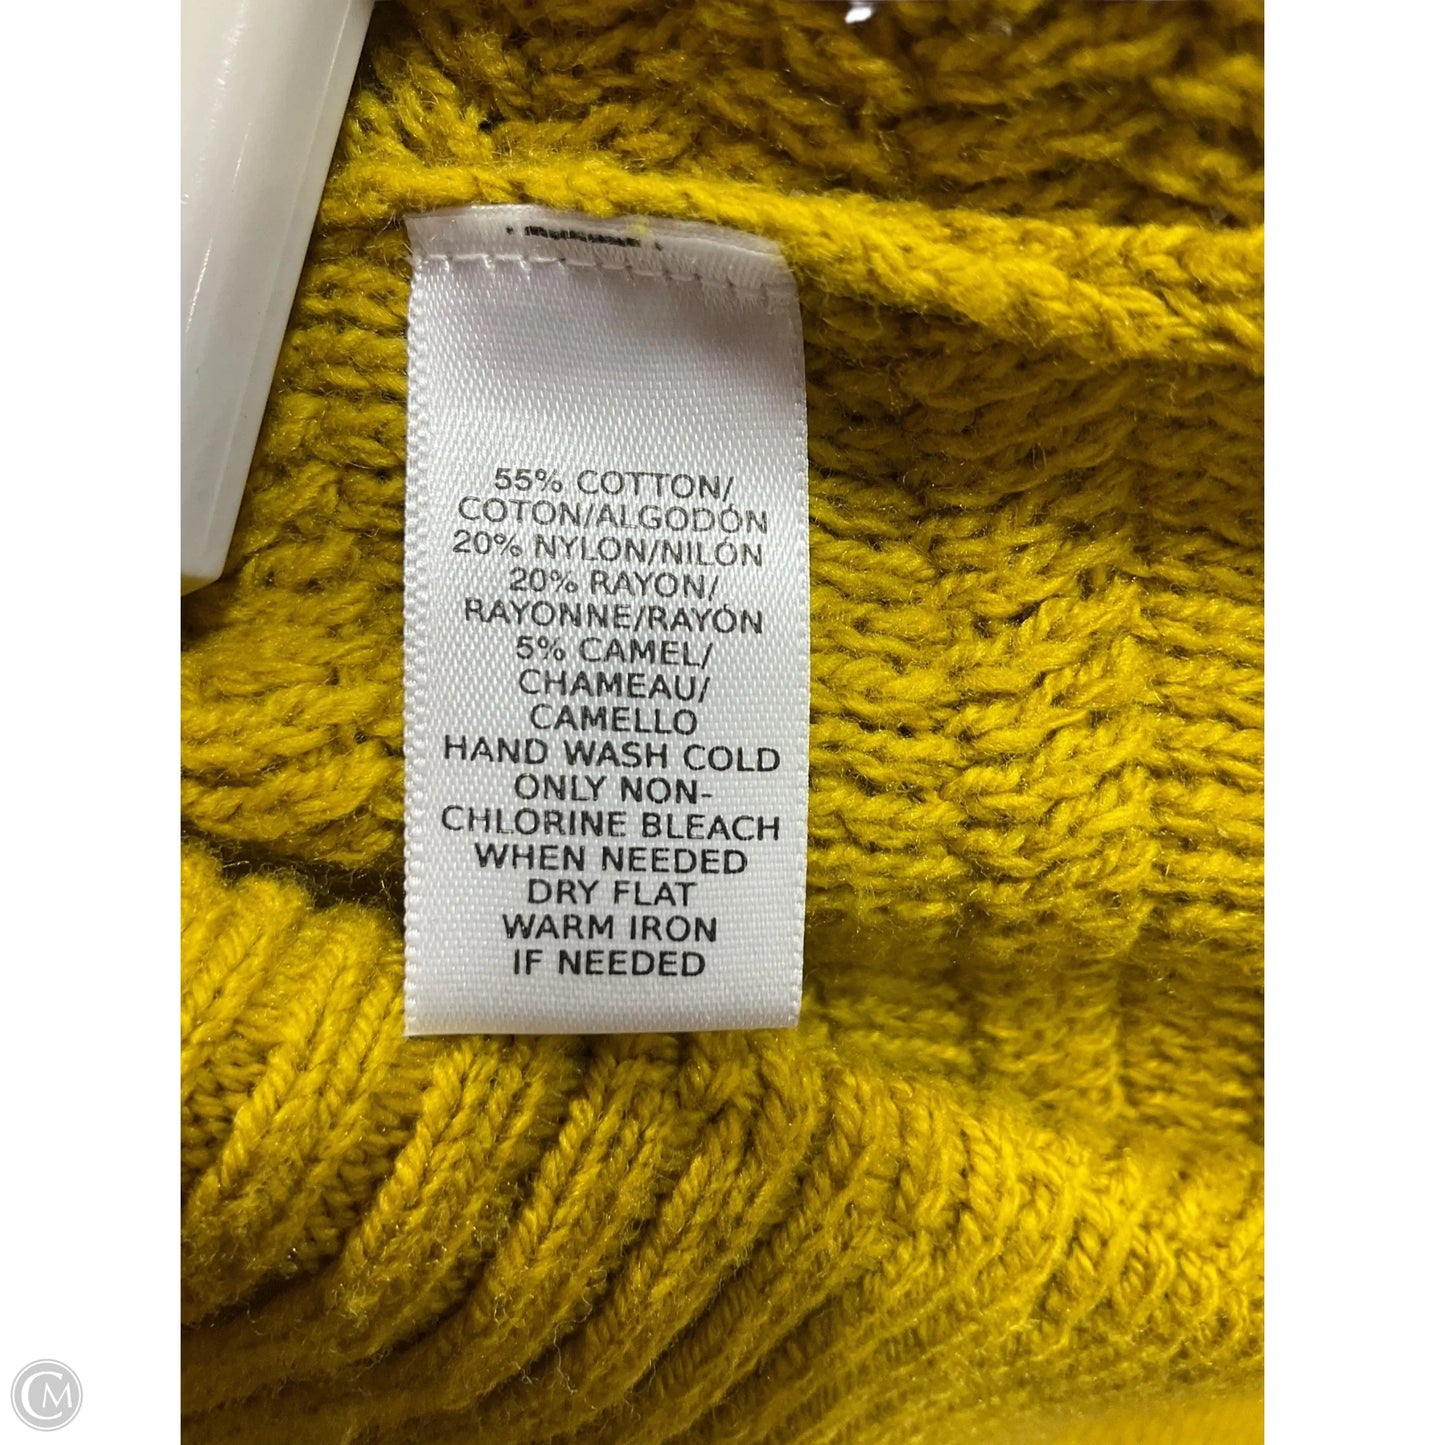 55% COTTON/
COTON/ALGODÓN
20% NYLON/NILÓN
20% RAYON/
RAYONNE/RAYÓN
5% CAMEL/
CHAMEAU/
CAMELLO
HAND WASH COLD
ONLY NON-
CHLORINE BLEACH
WHEN NEEDED
DRY FLAT
WARM IRON
IF NEEDED
CM